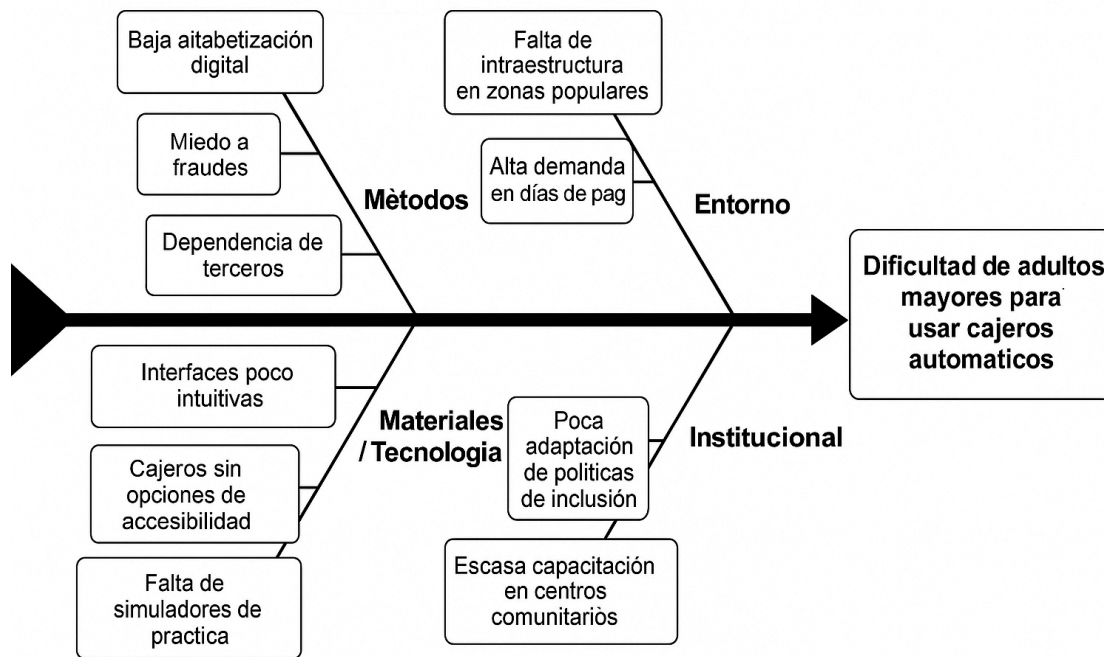 Baja aitabetización
digital
Miedo a
fraudes
Dependencia de
terceros
Mètodos
Falta de
intraestructura
en zonas populares
Alta demanda
en días de pag
Entorno
Dificultad de adultos
mayores para
usar cajeros
automaticos
Interfaces poco
intuitivas
Cajeros sin
opciones de
accesibilidad
Falta de
simuladores de
practica
Materiales
/ Tecnologia
Poca
adaptación
de politicas
de inclusión
Escasa capacitación
en centros
comunitariòs
Institucional